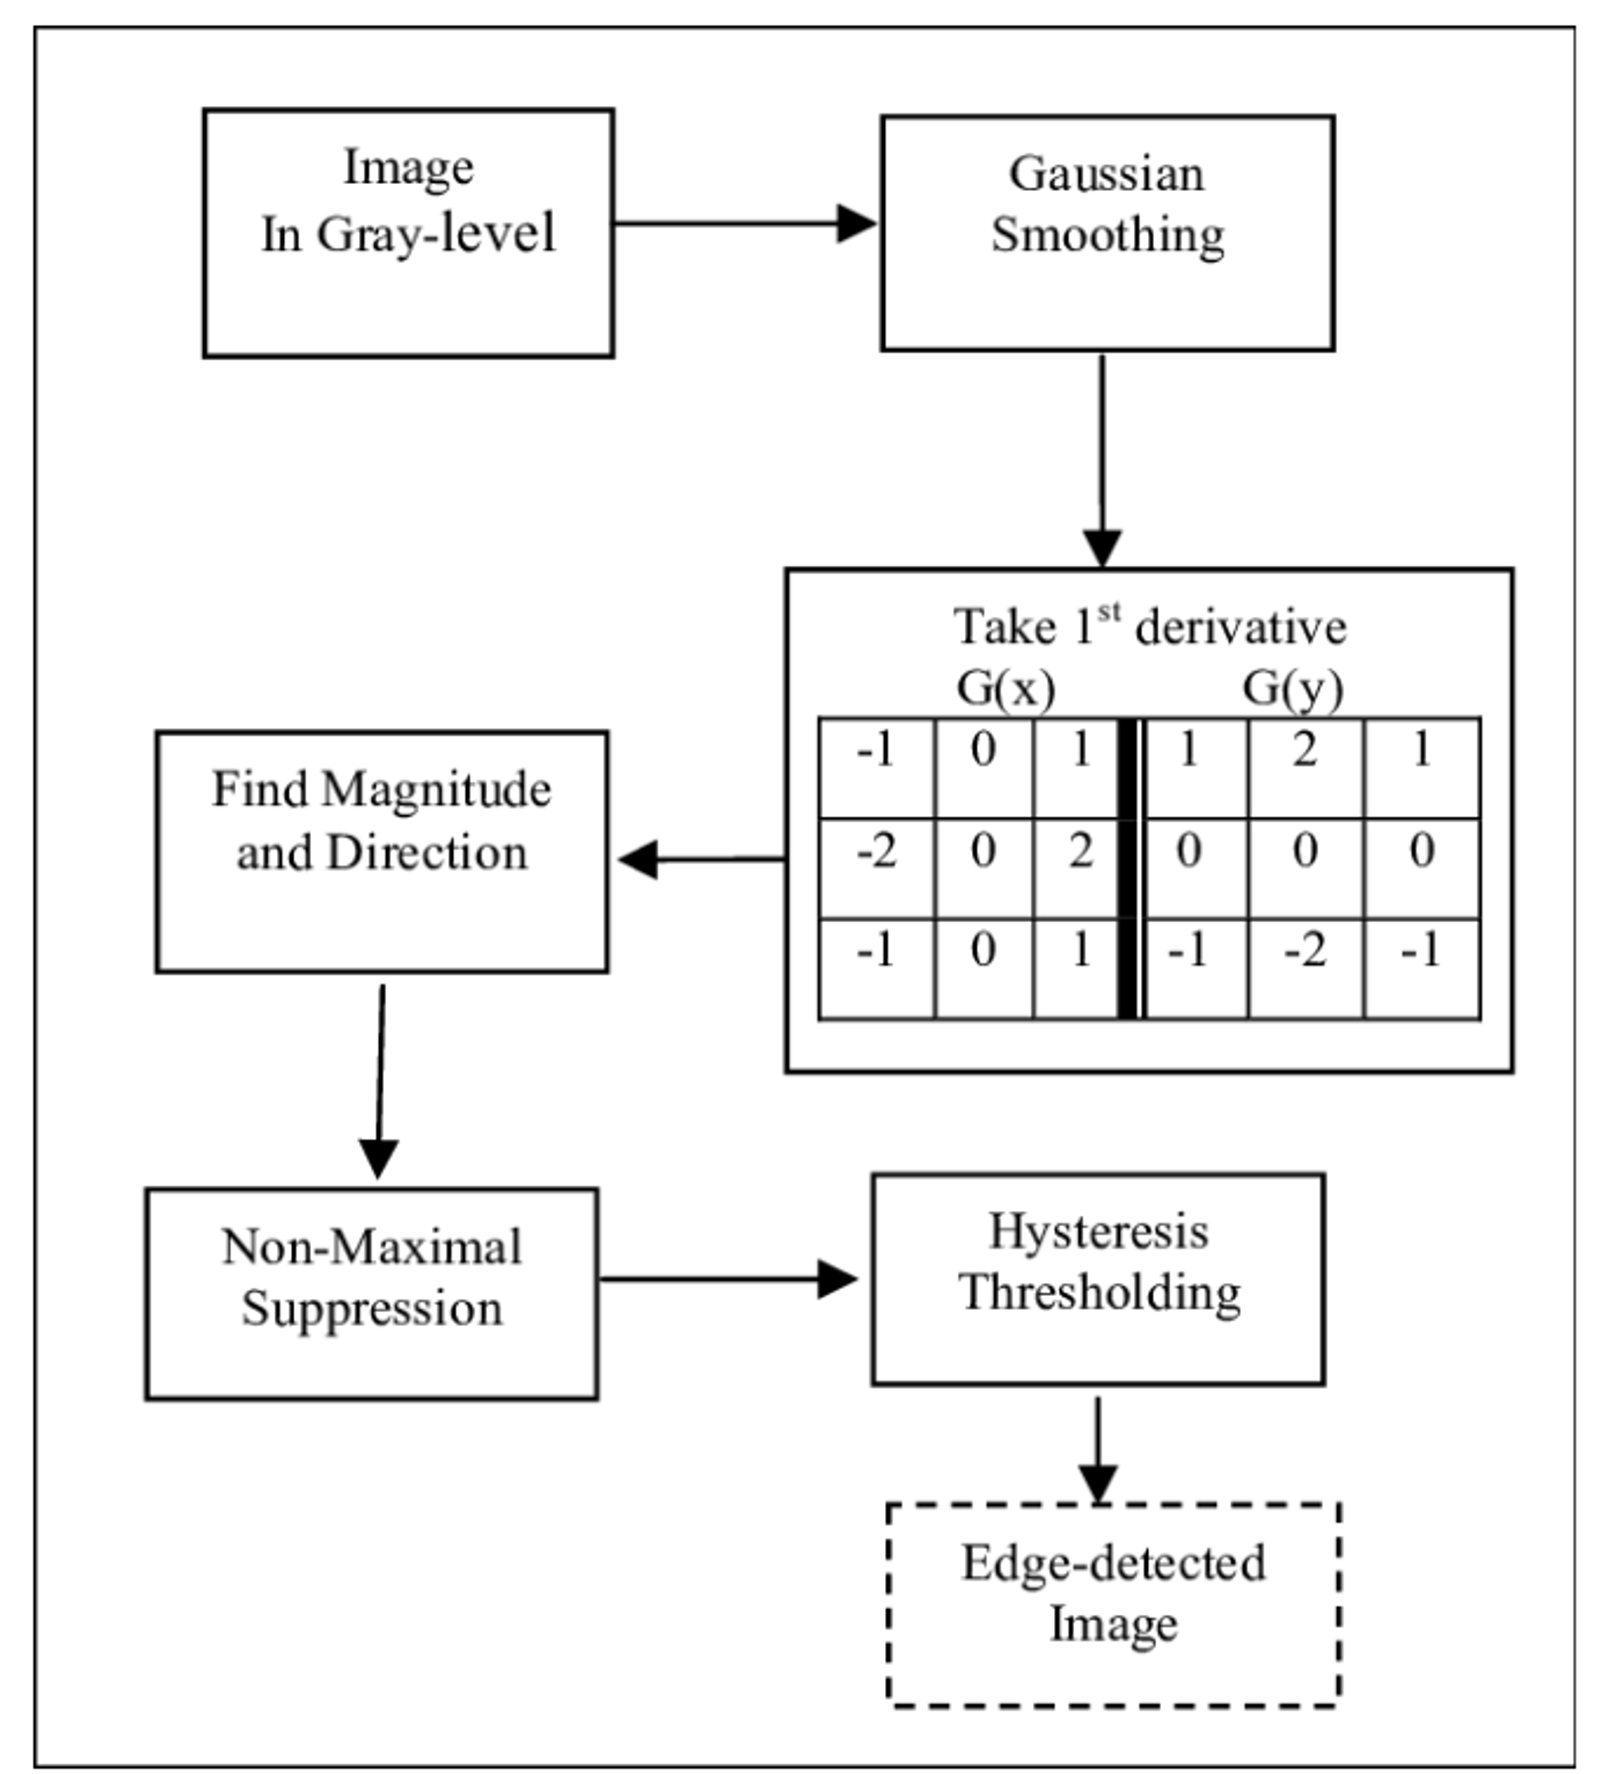 Image
In Gray-level
Gaussian
Smoothing
Take 1st derivative
G(x) G(y)
-1 0 1 1 2 1
-2 0 2 0 0 0
-1 0 1 -1 -2 -1
Find Magnitude
and Direction
Non-Maximal
Suppression
Hysteresis
Thresholding
Edge-detected
Image